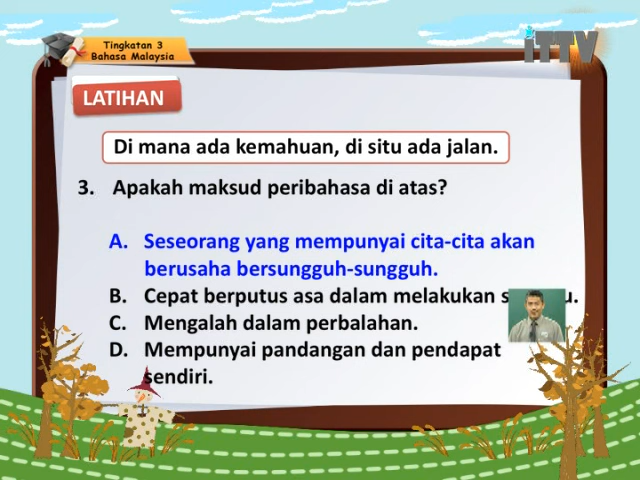 Tingkatan 3
Bahasa Malaysia
iTTV
LATIHAN
Di mana ada kemahuan, di situ ada jalan.
3. Apakah maksud peribahasa di atas?
A. Seseorang yang mempunyai cita-cita akan
berusaha bersungguh-sungguh.
B. Cepat berputus asa dalam melakukan
C. Mengalah dalam perbalahan.
D. Mempunyai pandangan dan pendapat
sendiri.